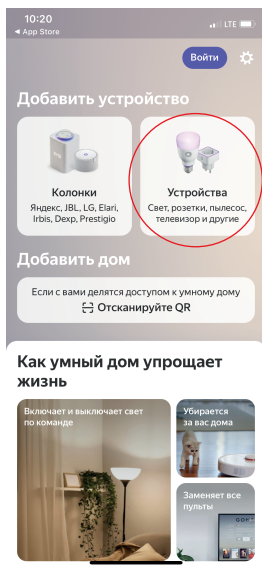 10:20
LTE
◀ App Store
Войти
Добавить устройство
Колонки
Яндекс, JBL, LG, Elari,
Irbis, Dexp, Prestigio
Устройства
Свет, розетки, пылесос,
телевизор и другие
Добавить дом
Если с вами делятся доступом к умному дому
Отсканируйте QR
Как умный дом упрощает
жизнь
Включает и выключает свет
по команде
Убирается
за вас дома
Заменяет все
пульты